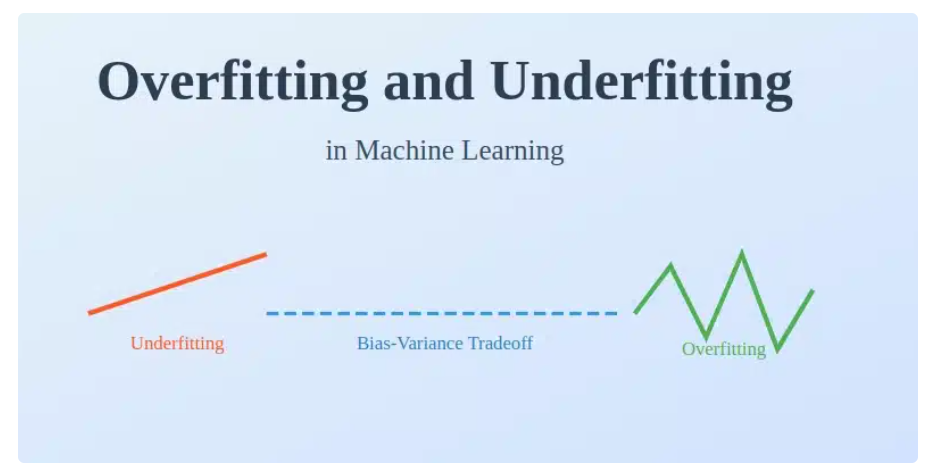 Overfitting and Underfitting
in Machine Learning
Underfitting
Bias-Variance Tradeoff
Overfitting